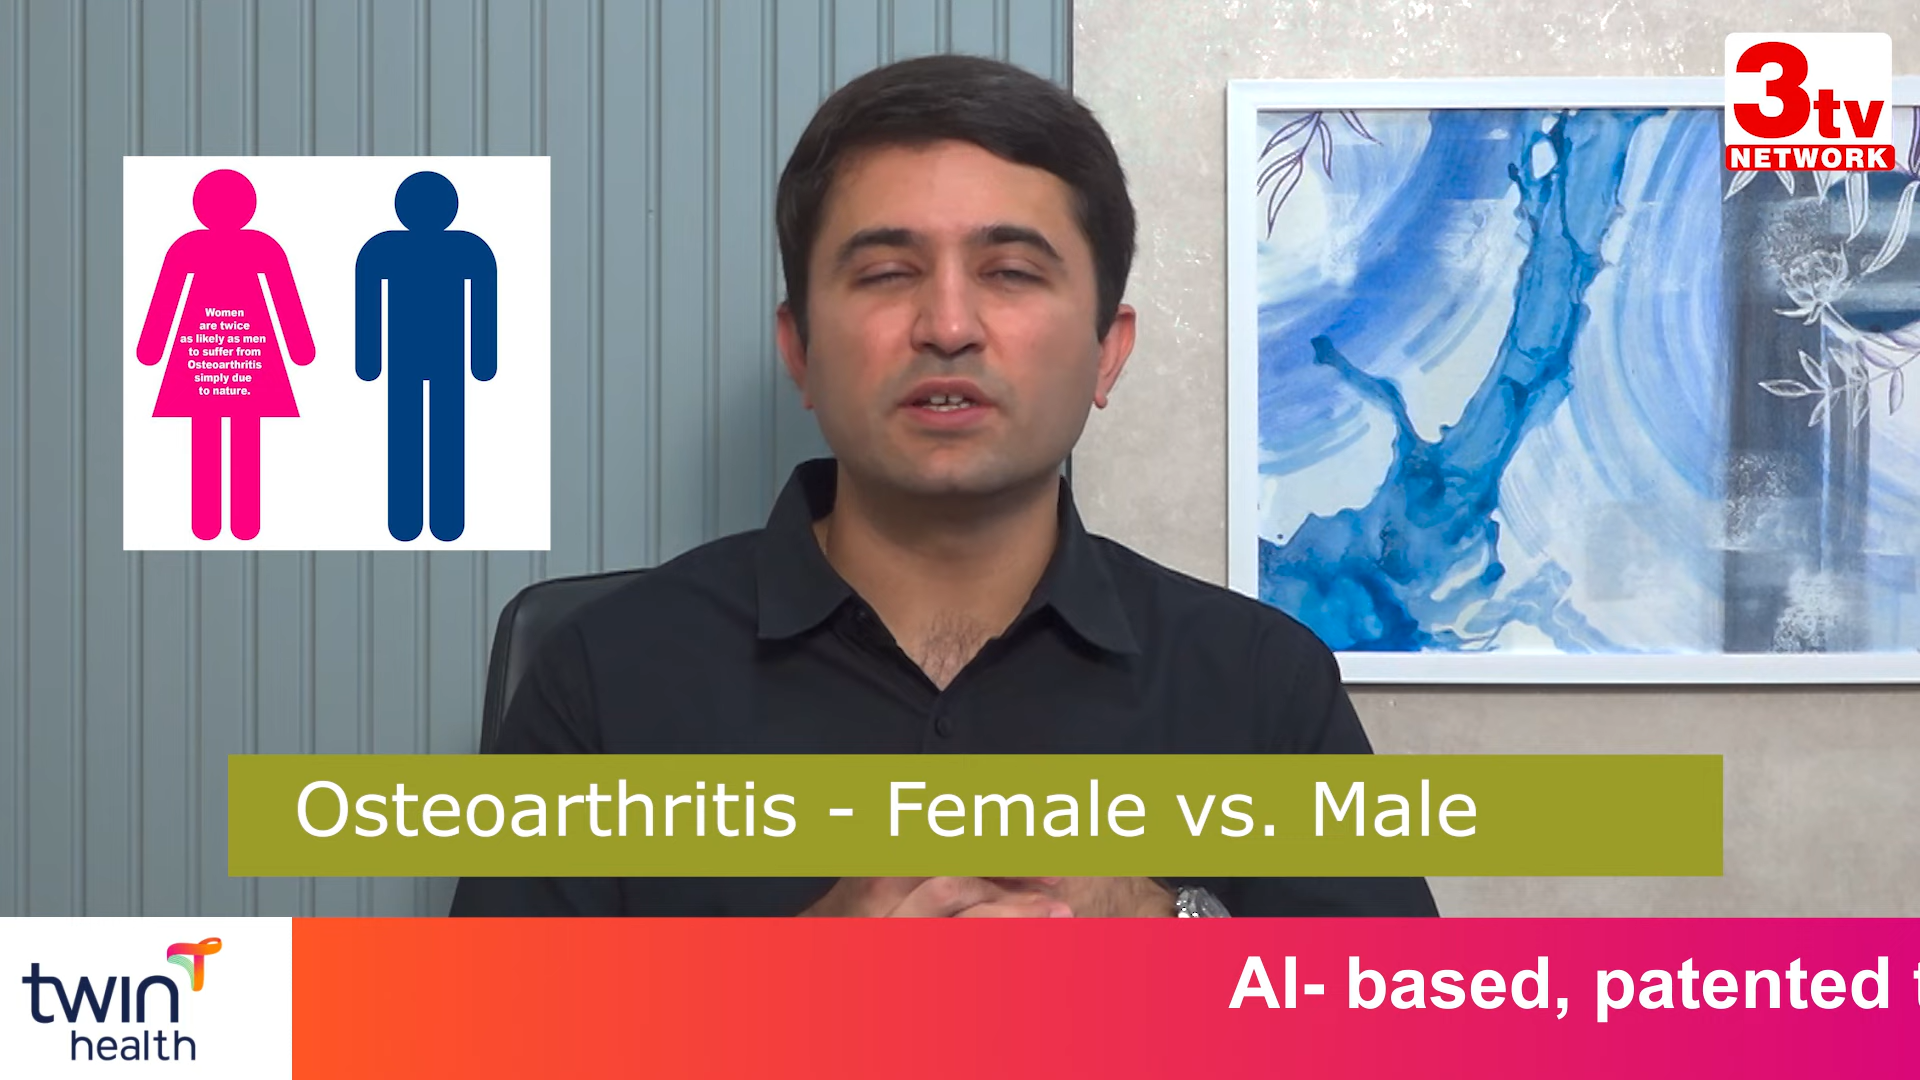 3tv
NETWORK
Women
are twice
as likely as men
to suffer from
Osteoarthritis
simply due
to nature.
Osteoarthritis - Female vs. Male
twin
health
AI- based, patented